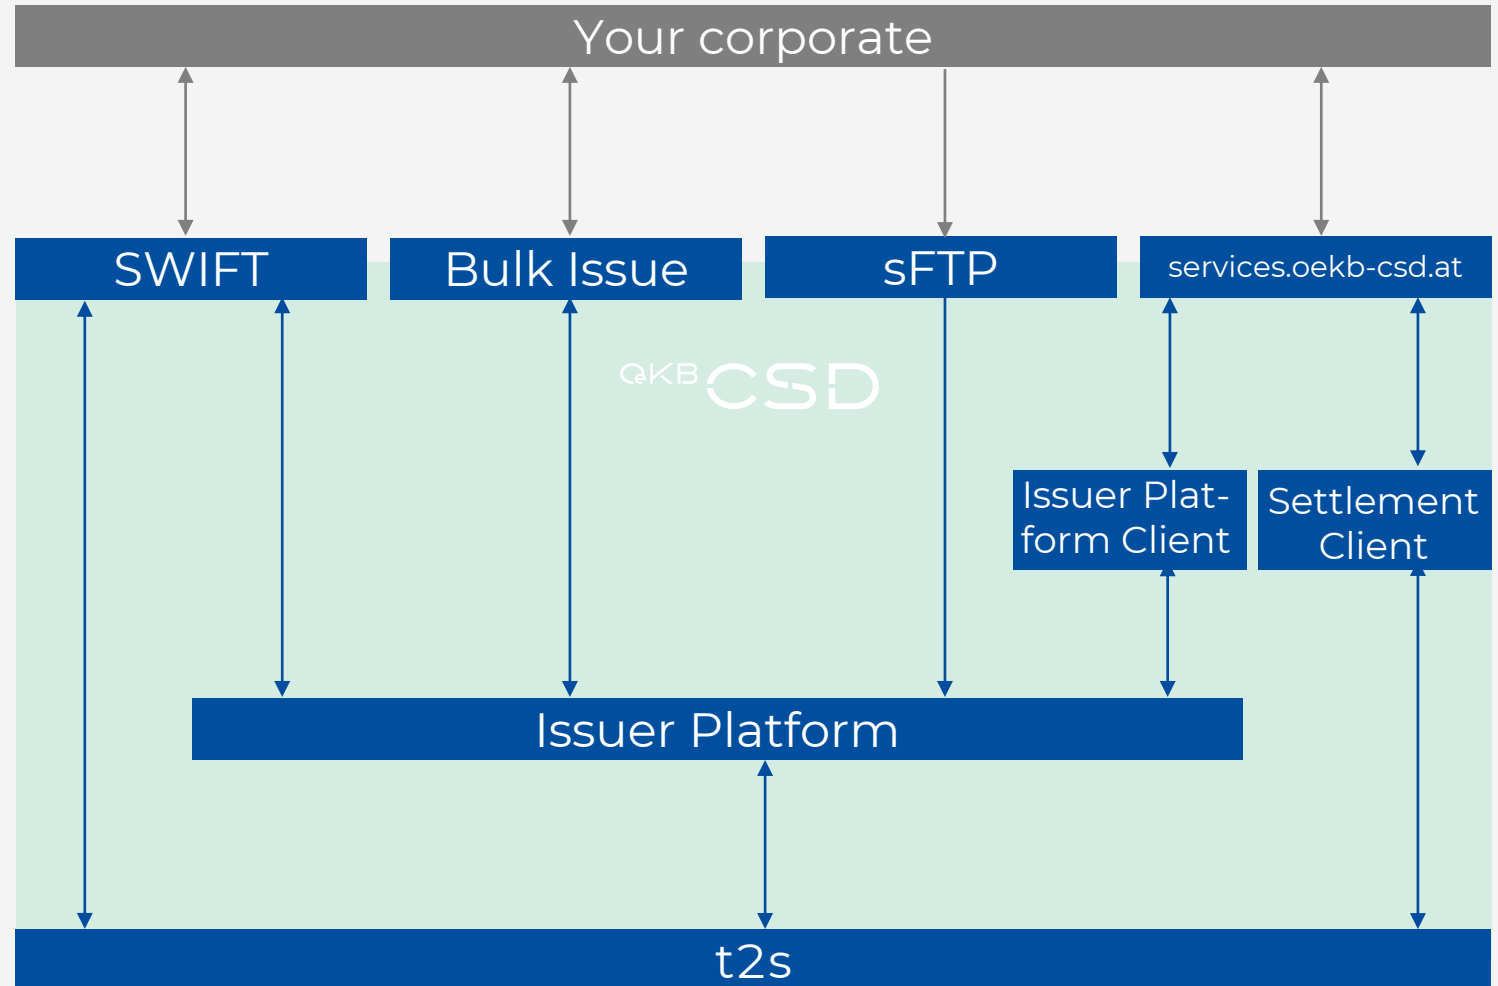 Your corporate
SWIFT
Bulk Issue
sFTP
services.oekb-csd.at
OeKB CSD
Issuer Plat-
form Client
Settlement
Client
Issuer Platform
t2s